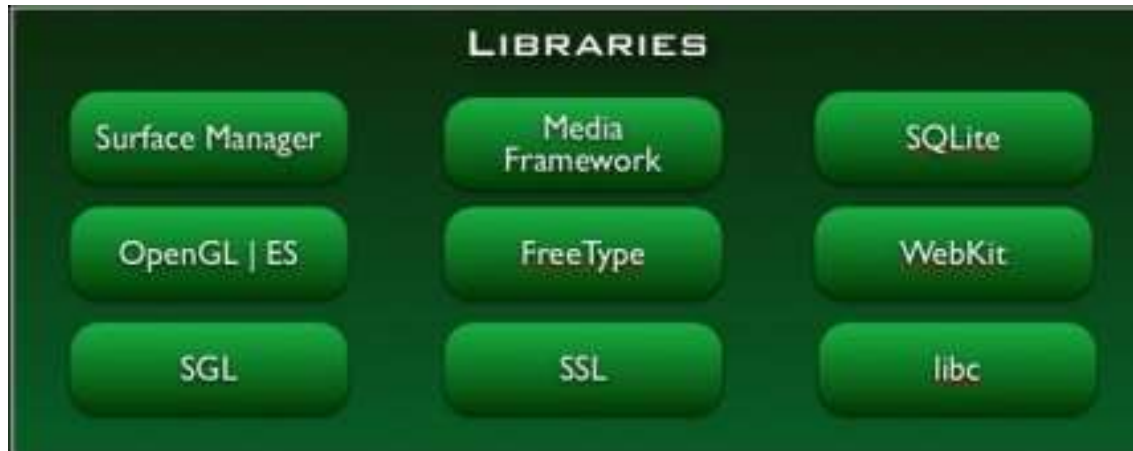 LIBRARIES
Surface Manager
Media
Framework
SQLite
OpenGL | ES
FreeType
WebKit
SGL
SSL
libc